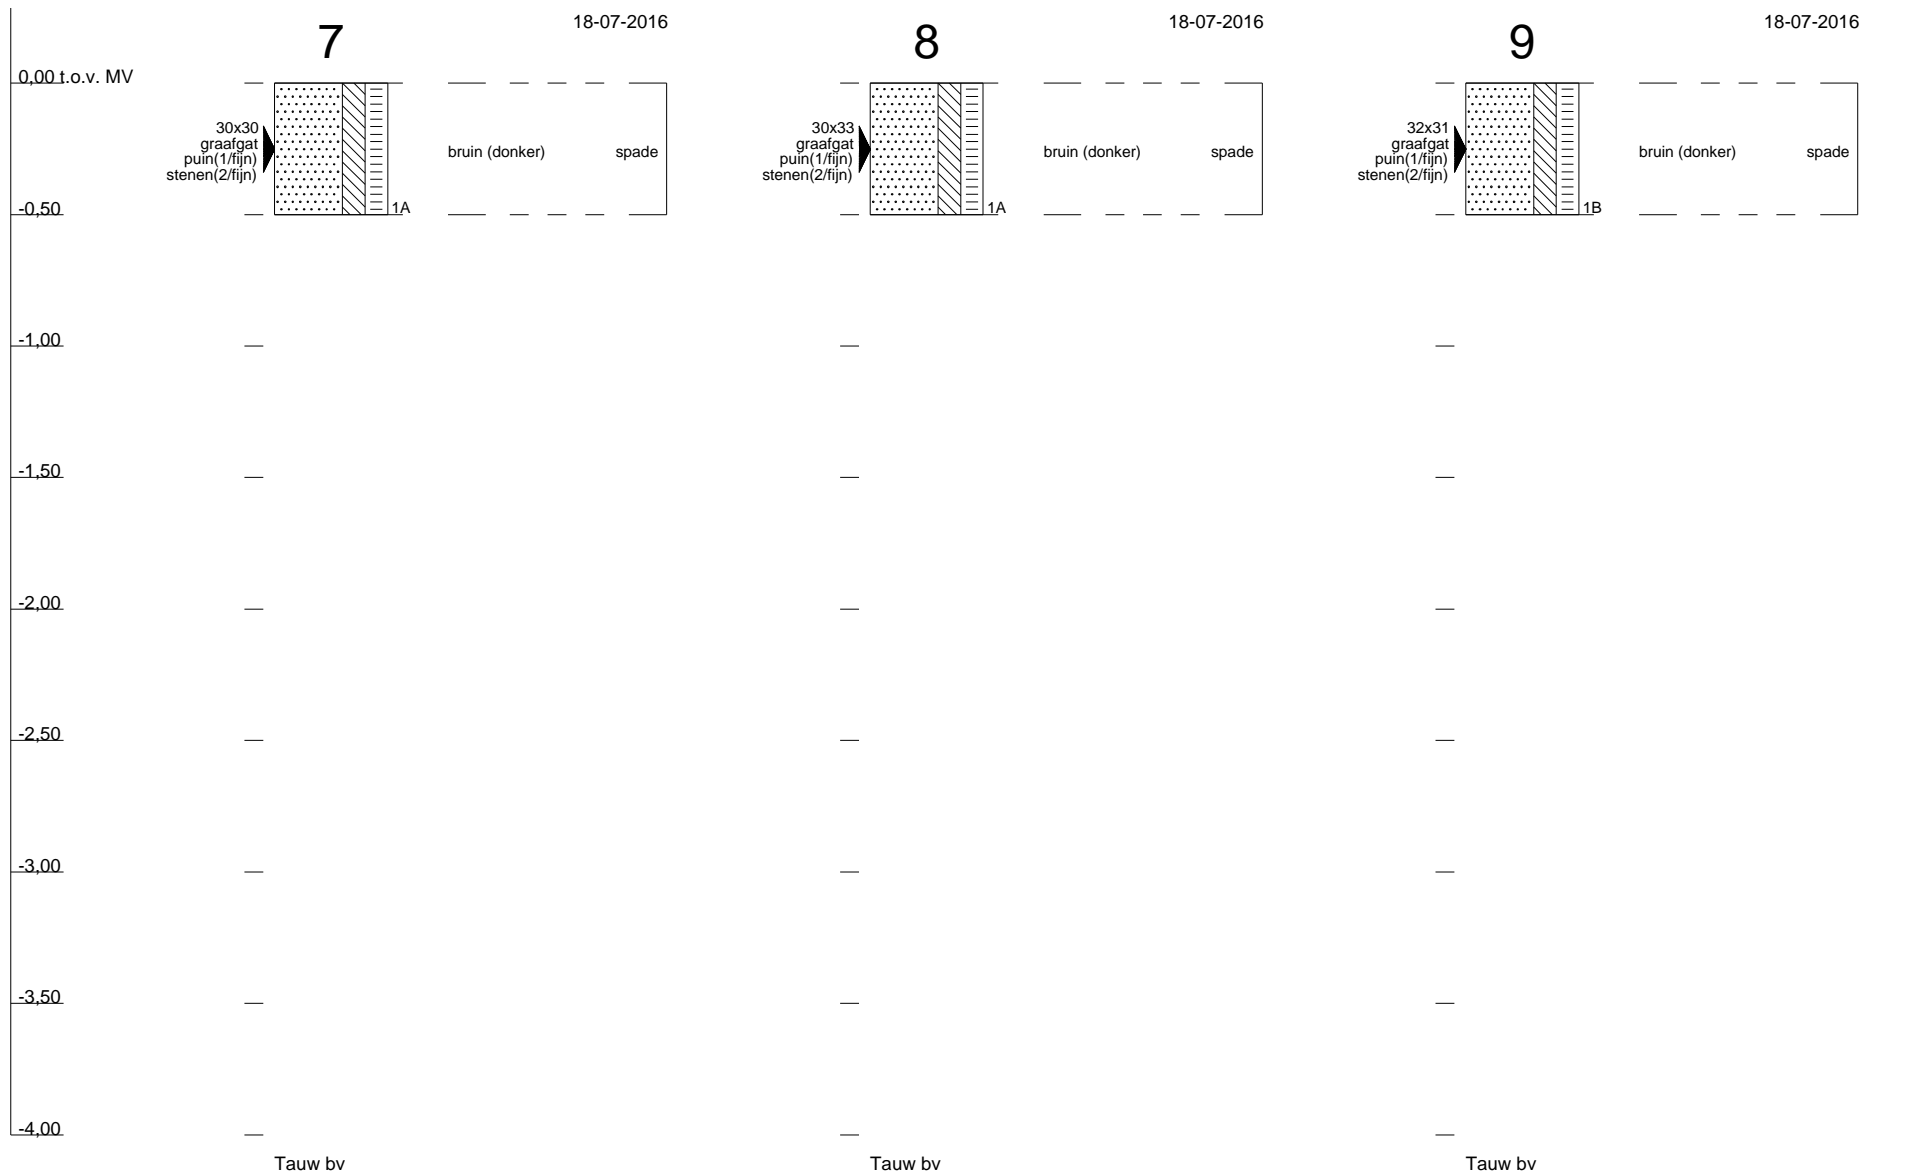 7
18-07-2016
8
18-07-2016
9
18-07-2016
0,00 t.o.v. MV
30x30
graafgat
puin(1/fijn)
stenen(2/fijn)
bruin (donker)
spade
1A
30x33
graafgat
puin(1/fijn)
stenen(2/fijn)
bruin (donker)
spade
1A
32x31
graafgat
puin(1/fijn)
stenen(2/fijn)
bruin (donker)
spade
1B
-0,50
-1,00
-1,50
-2,00
-2,50
-3,00
-3,50
-4,00
Tauw bv
Tauw bv
Tauw bv